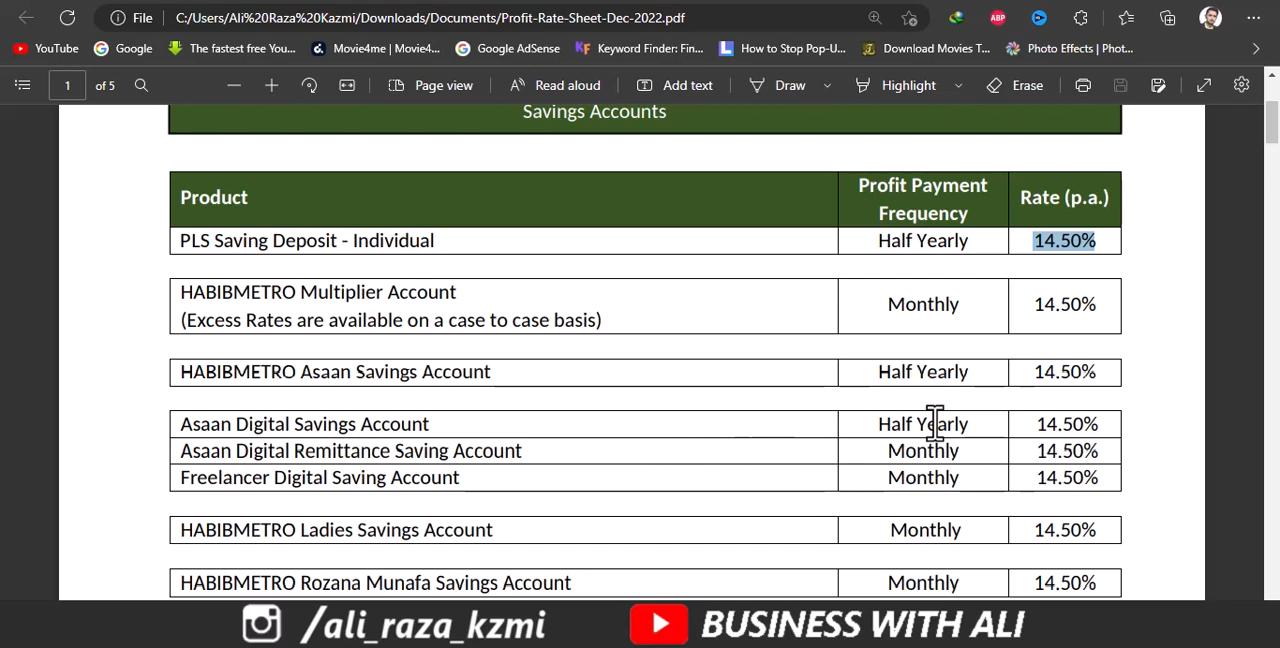 File C:/Users/Ali%20Raza%20Kazmi/Downloads/Documents/Profit-Rate-Sheet-Dec-2022.pdf ABP
YouTube Google The fastest free You... Movie4me | Movie4... Google AdSense Keyword Finder: Fin... How to Stop Pop-U... Download Movies T... Photo Effects | Phot...
1 of 5 Page view Read aloud Add text Draw Highlight Erase
Savings Accounts
Product Profit Payment Frequency Rate (p.a.)
PLS Saving Deposit - Individual Half Yearly 14.50%
HABIBMETRO Multiplier Account
(Excess Rates are available on a case to case basis) Monthly 14.50%
HABIBMETRO Asaan Savings Account Half Yearly 14.50%
Asaan Digital Savings Account Half Yearly 14.50%
Asaan Digital Remittance Saving Account Monthly 14.50%
Freelancer Digital Saving Account Monthly 14.50%
HABIBMETRO Ladies Savings Account Monthly 14.50%
HABIBMETRO Rozana Munafa Savings Account Monthly 14.50%
/ali_raza_kzmi BUSINESS WITH ALI